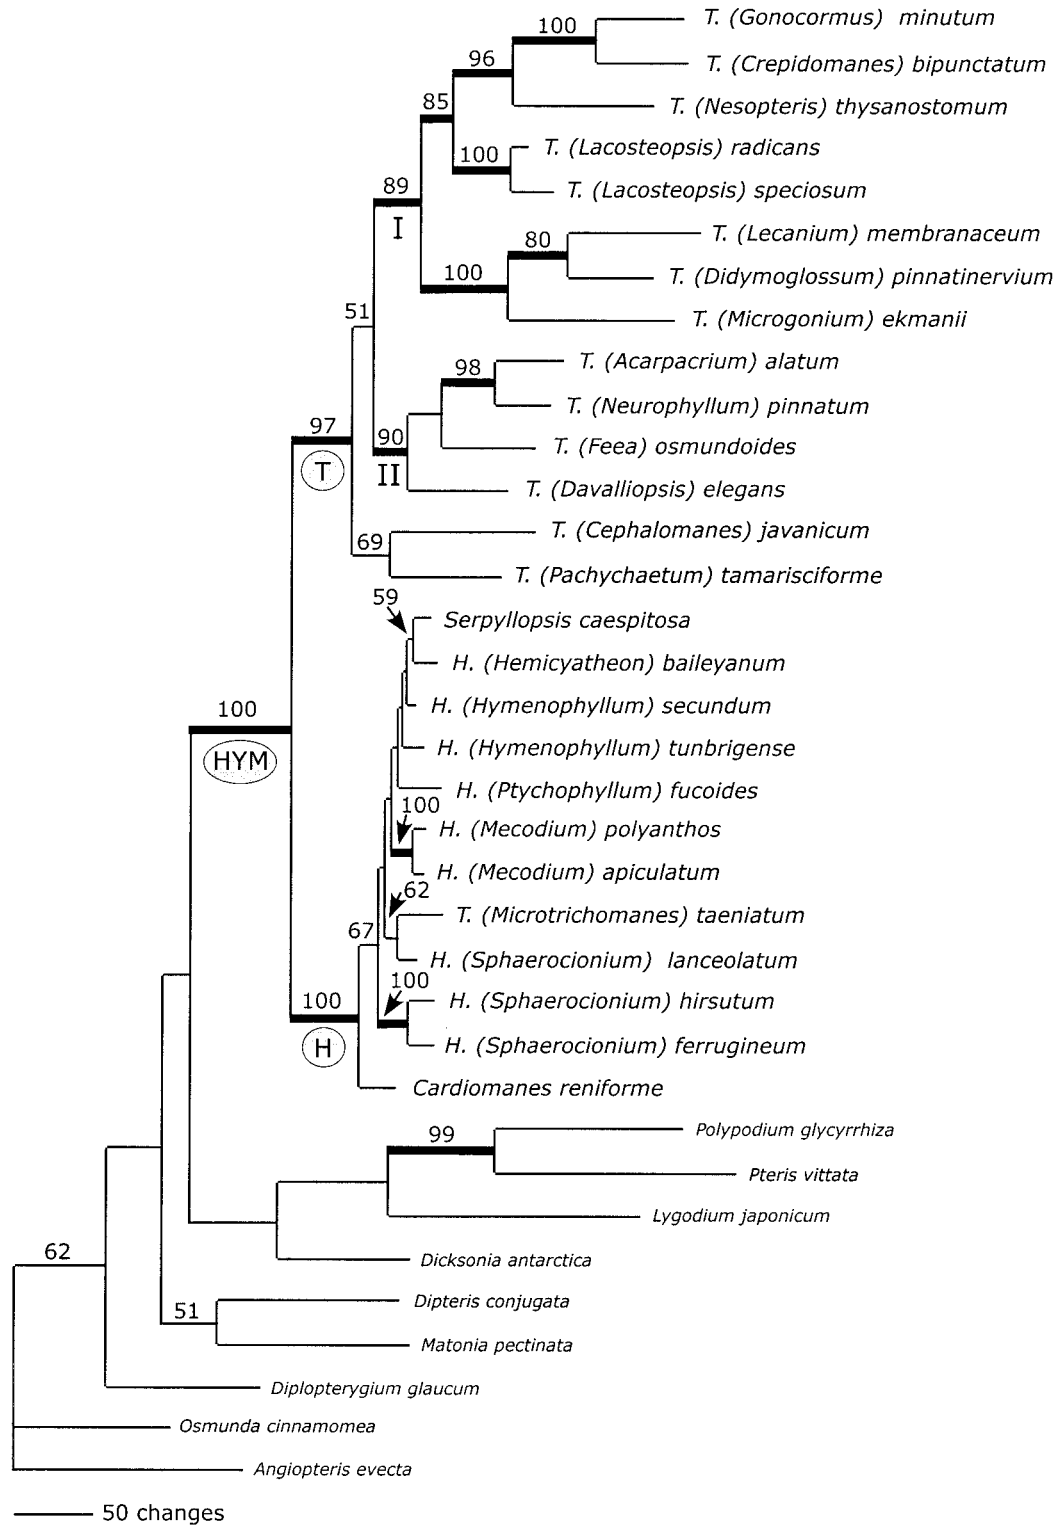 100
T. (Gonocormus) minutum
96
T. (Crepidomanes) bipunctatum
85
T. (Nesopteris) thysanostomum
100
T. (Lacosteopsis) radicans
89
T. (Lacosteopsis) speciosum
I
80
T. (Lecanium) membranaceum
100
T. (Didymoglossum) pinnatinervium
51
T. (Microgonium) ekmanii
98
T. (Acarpacrium) alatum
97
T. (Neurophyllum) pinnatum
90
T. (Feea) osmundoides
T
II
T. (Davalliopsis) elegans
69
T. (Cephalomanes) javanicum
T. (Pachychaetum) tamarisciforme
59
Serpyllopsis caespitosa
H. (Hemicyatheon) baileyanum
100
H. (Hymenophyllum) secundum
HYM
H. (Hymenophyllum) tunbrigense
H. (Ptychophyllum) fucoides
100
H. (Mecodium) polyanthos
H. (Mecodium) apiculatum
62
T. (Microtrichomanes) taeniatum
67
H. (Sphaerocionium) lanceolatum
100
100
H. (Sphaerocionium) hirsutum
H
H. (Sphaerocionium) ferrugineum
Cardiomanes reniforme
99
Polypodium glycyrrhiza
Pteris vittata
Lygodium japonicum
62
Dicksonia antarctica
51
Dipteris conjugata
Matonia pectinata
Diplopterygium glaucum
Osmunda cinnamomea
Angiopteris evecta
50 changes